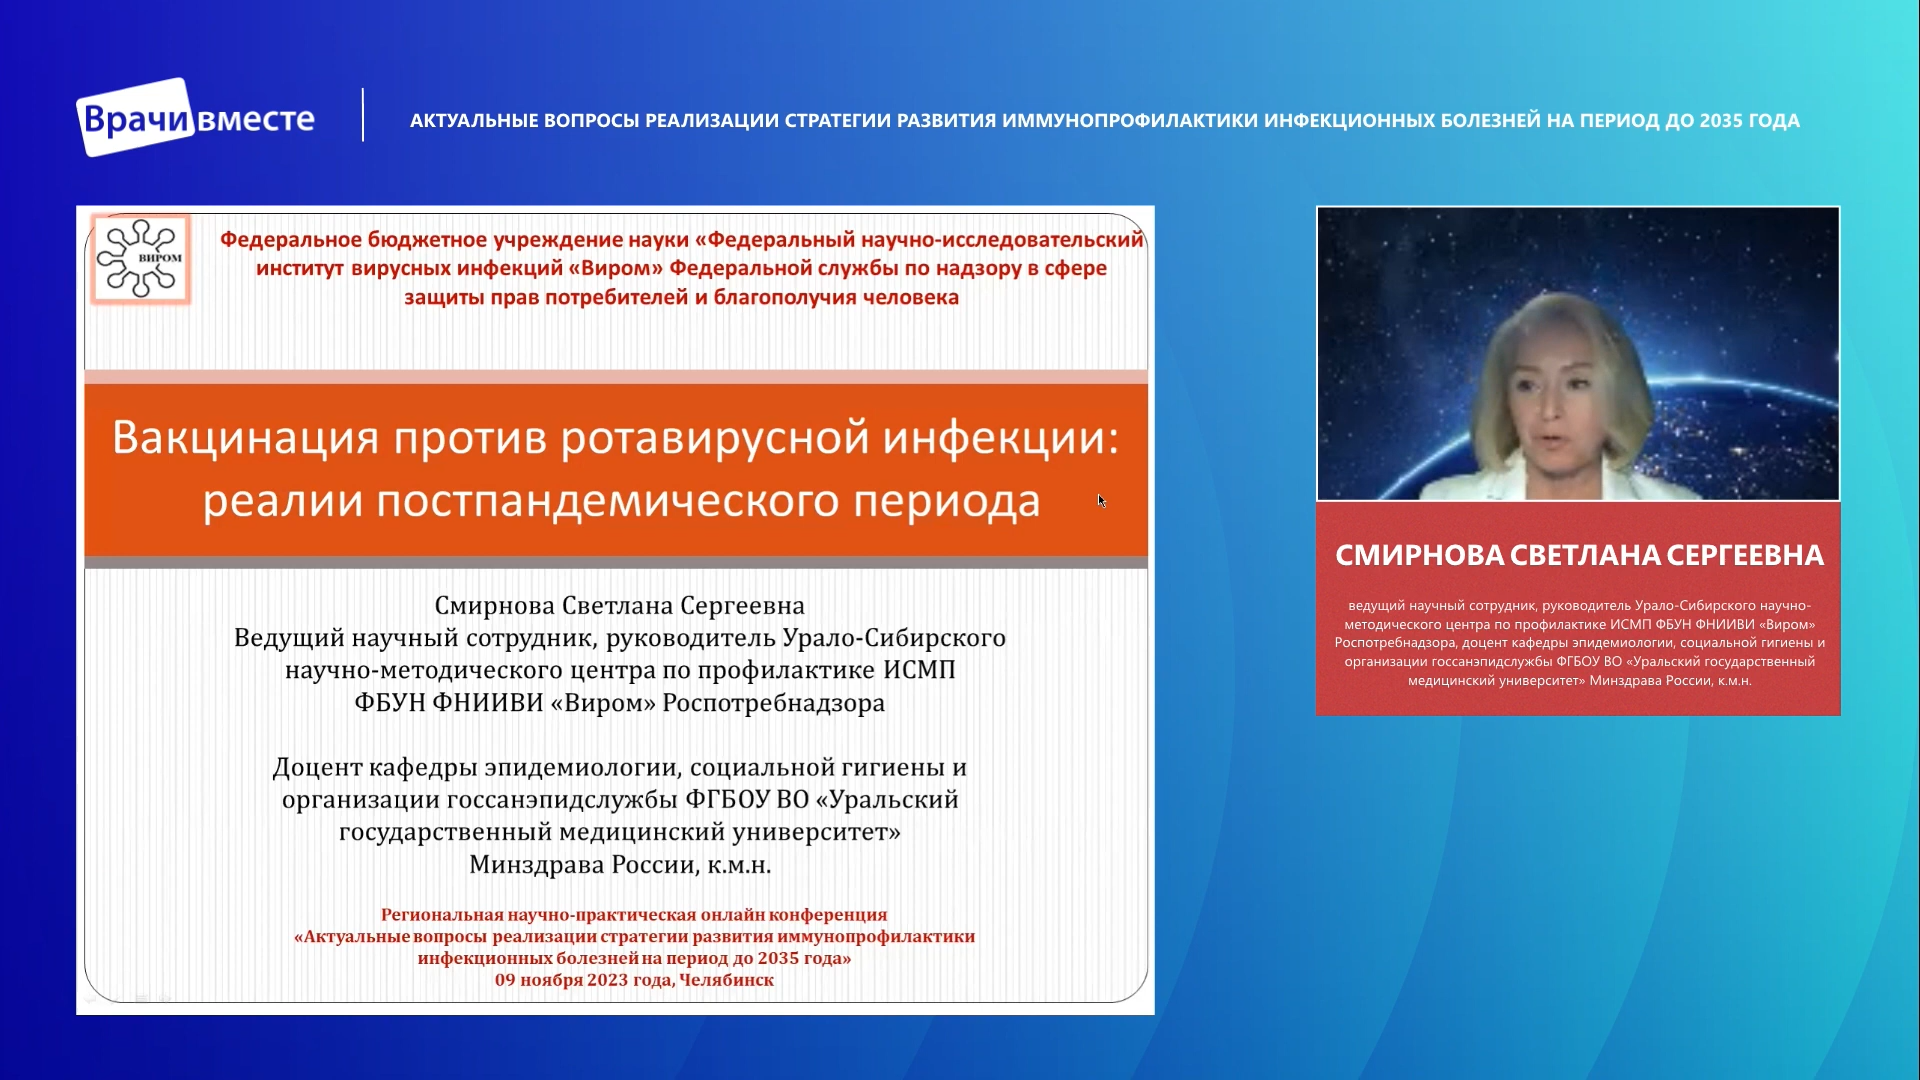 Врачи вместе
АКТУАЛЬНЫЕ ВОПРОСЫ РЕАЛИЗАЦИИ СТРАТЕГИИ РАЗВИТИЯ ИММУНОПРОФИЛАКТИКИ ИНФЕКЦИОННЫХ БОЛЕЗНЕЙ НА ПЕРИОД ДО 2035 ГОДА
ВИРОМ
Федеральное бюджетное учреждение науки «Федеральный научно-исследовательский
институт вирусных инфекций «Виром» Федеральной службы по надзору в сфере
защиты прав потребителей и благополучия человека
Вакцинация против ротавирусной инфекции:
реалии постпандемического периода
Смирнова Светлана Сергеевна
Ведущий научный сотрудник, руководитель Урало-Сибирского
научно-методического центра по профилактике ИСМП
ФБУН ФНИИВИ «Виром» Роспотребнадзора
Доцент кафедры эпидемиологии, социальной гигиены и
организации госсанэпидслужбы ФГБОУ ВО «Уральский
государственный медицинский университет»
Минздрава России, к.м.н.
Региональная научно-практическая онлайн конференция
«Актуальные вопросы реализации стратегии развития иммунопрофилактики
инфекционных болезней на период до 2035 года»
09 ноября 2023 года, Челябинск
СМИРНОВА СВЕТЛАНА СЕРГЕЕВНА
ведущий научный сотрудник, руководитель Урало-Сибирского научно-
методического центра по профилактике ИСМП ФБУН ФНИИВИ «Виром»
Роспотребнадзора, доцент кафедры эпидемиологии, социальной гигиены и
организации госсанэпидслужбы ФГБОУ ВО «Уральский государственный
медицинский университет» Минздрава России, к.м.н.